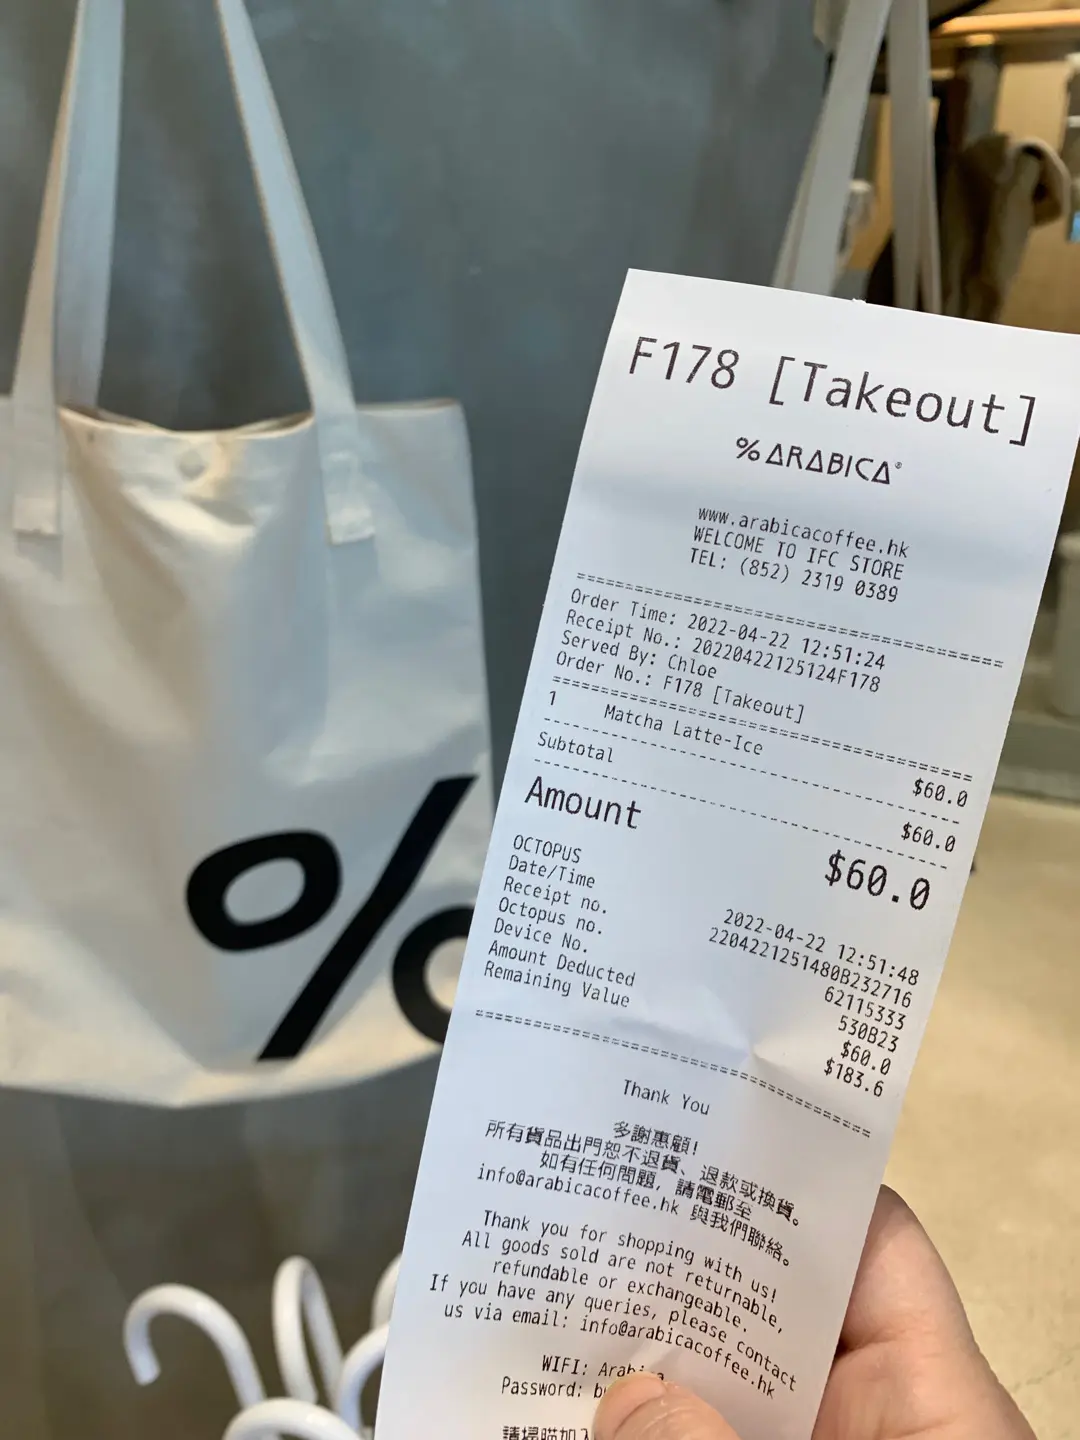 F178 [Takeout]
% ARABICA®
www.arabicacoffee.hk
WELCOME TO IFC STORE
TEL: (852) 2319 0389
Order Time: 2022-04-22 12:51:24
Receipt No.: 20220422125124F178
Served By: Chloe
Order No.: F178 [Takeout]
1 Matcha Latte-Ice $60.0
Subtotal $60.0
Amount $60.0
OCTOPUS
Date/Time 2022-04-22 12:51:48
Receipt no. 2204221251480B232716
Octopus no. 62115333
Device No. 530B23
Amount Deducted $60.0
Remaining Value $183.6
Thank You
多謝惠顧!
所有貨品出門恕不退貨、退款或換貨。
如有任何問題, 請電郵至
info@arabicacoffee.hk 與我們聯絡。
Thank you for shopping with us!
All goods sold are not returnable,
refundable or exchangeable.
If you have any queries, please contact
us via email: info@arabicacoffee.hk
WIFI:
Password:
%